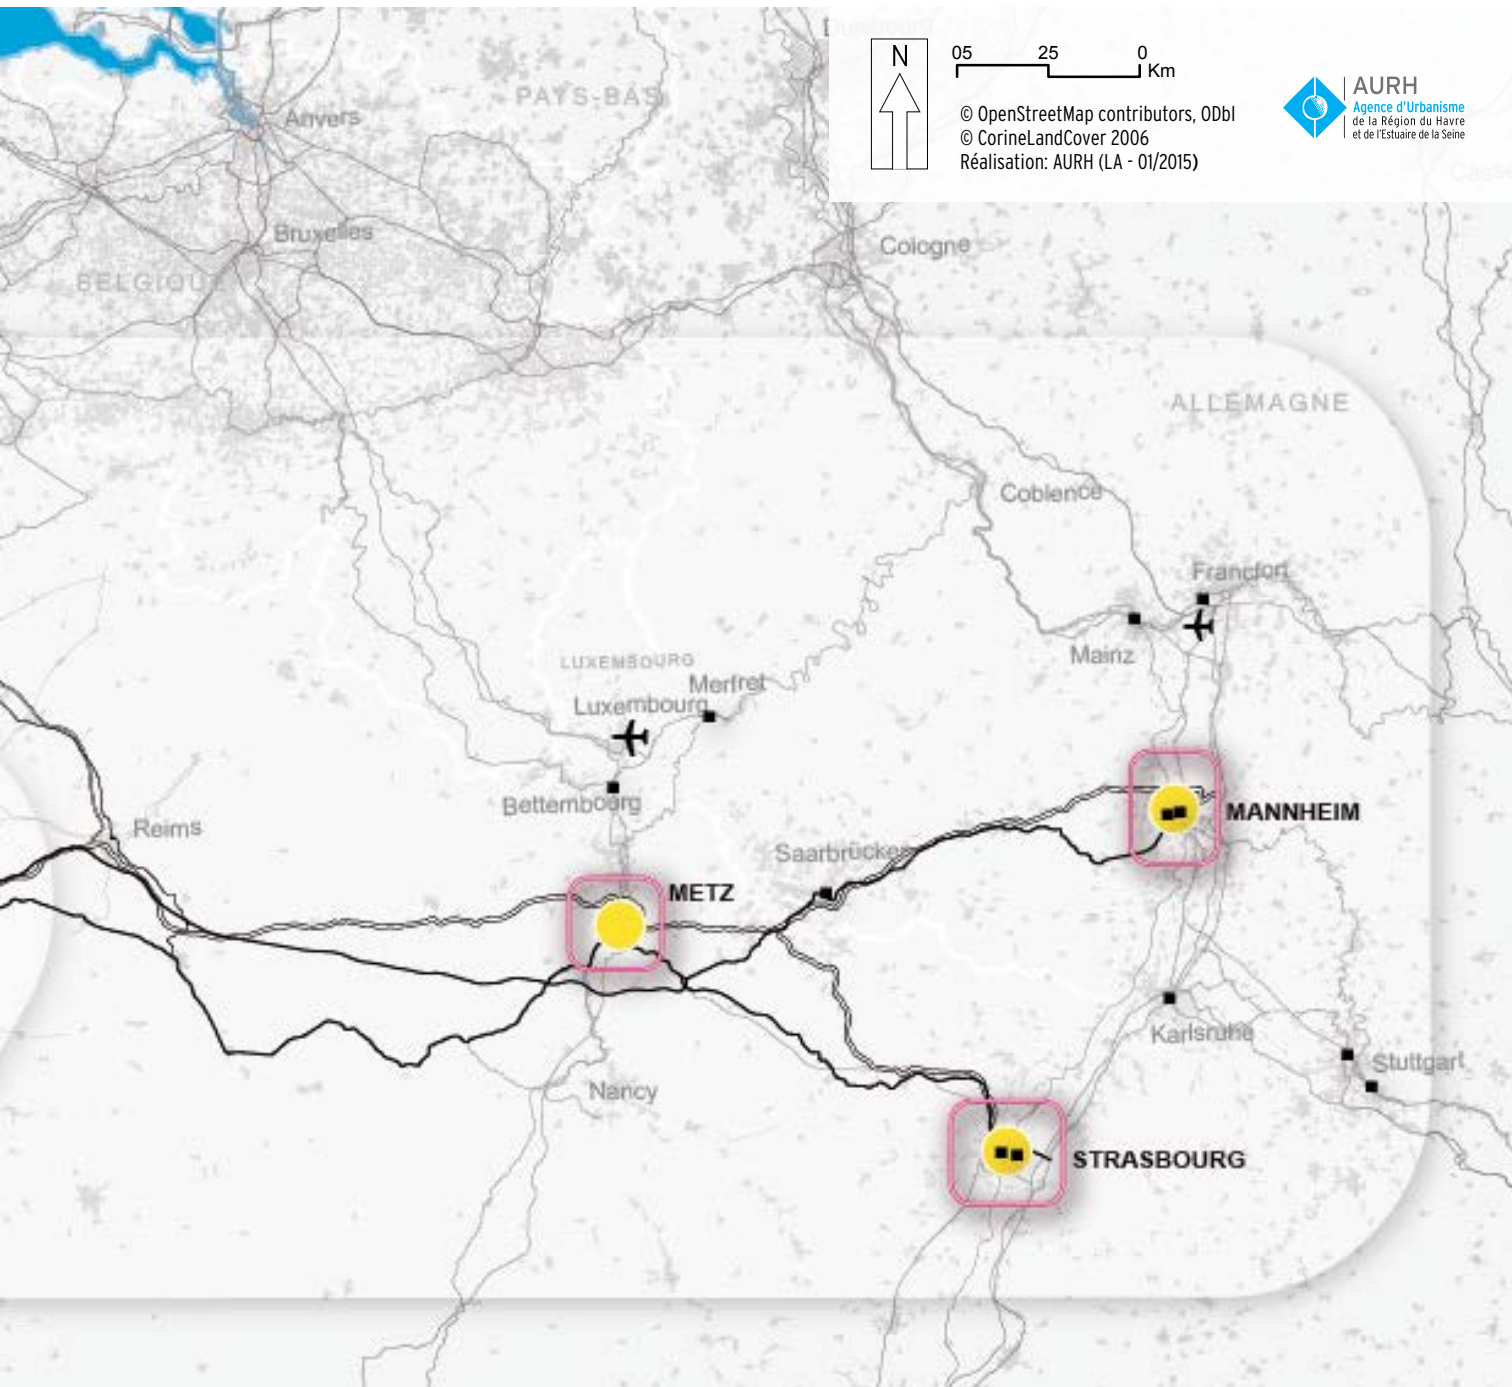 N
05 25 0
Km
© OpenStreetMap contributors, ODbl
© CorineLandCover 2006
Réalisation: AURH (LA - 01/2015)
AURH
Agence d'Urbanisme
de la Région du Havre
et de l'Estuaire de la Seine
PAYS-BAS
Anvers
Bruxelles
Cologne
BELGIQUE
ALLEMAGNE
Coblence
Francfort
Mainz
LUXEMBOURG
Merfret
Luxembourg
Bettembourg
MANNHEIM
Reims
Saarbrücken
METZ
Karlsruhe
Stuttgart
Nancy
STRASBOURG